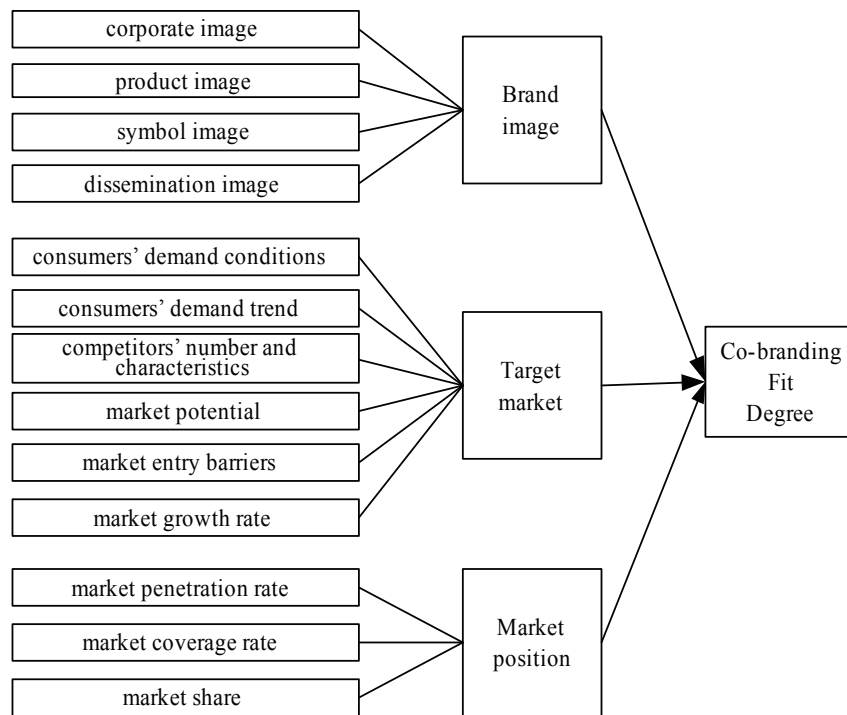 corporate image
product image
symbol image
dissemination image
Brand
image
consumers’ demand conditions
consumers’ demand trend
competitors’ number and
characteristics
market potential
market entry barriers
market growth rate
Target
market
market penetration rate
market coverage rate
market share
Market
position
Co-branding
Fit
Degree